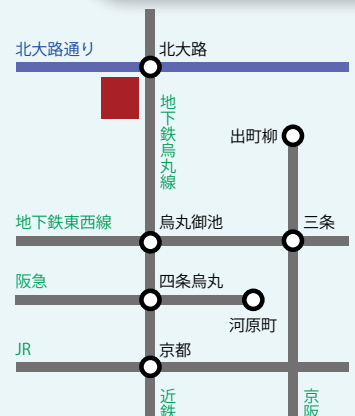 北大路通り
北大路
地下鉄烏丸線
出町柳
地下鉄東西線
烏丸御池
三条
阪急
四条烏丸
河原町
JR
京都
近鉄
京阪